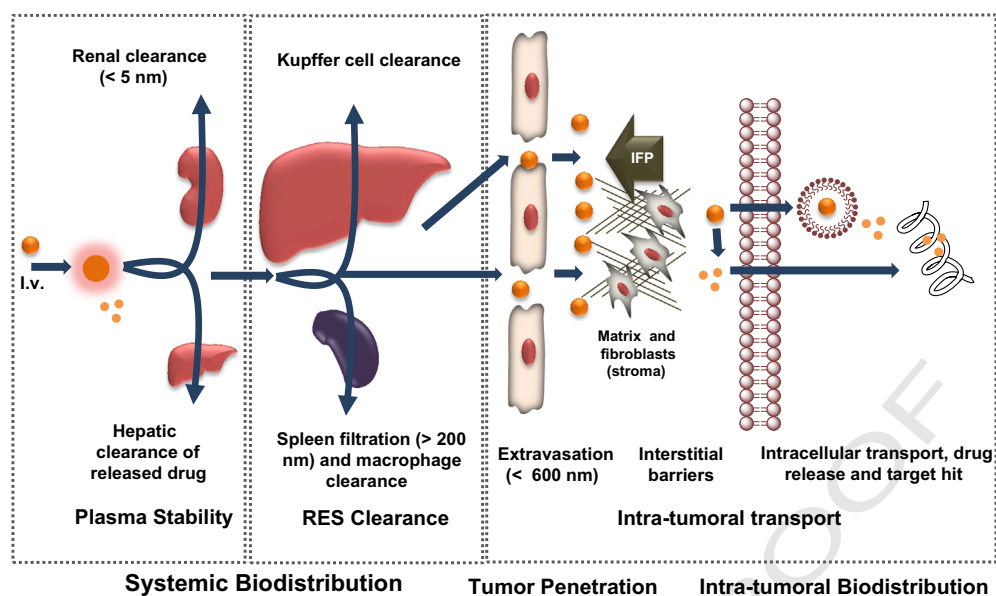 Renal clearance
(< 5 nm)
I.v.
Hepatic
clearance of
released drug
Plasma Stability
Kupffer cell clearance
Spleen filtration (> 200
nm) and macrophage
clearance
RES Clearance
IFP
Matrix and
fibroblasts
(stroma)
Extravasation
(< 600 nm)
Interstitial
barriers
Intracellular transport, drug
release and target hit
Intra-tumoral transport
Systemic Biodistribution
Tumor Penetration
Intra-tumoral Biodistribution
PROOF